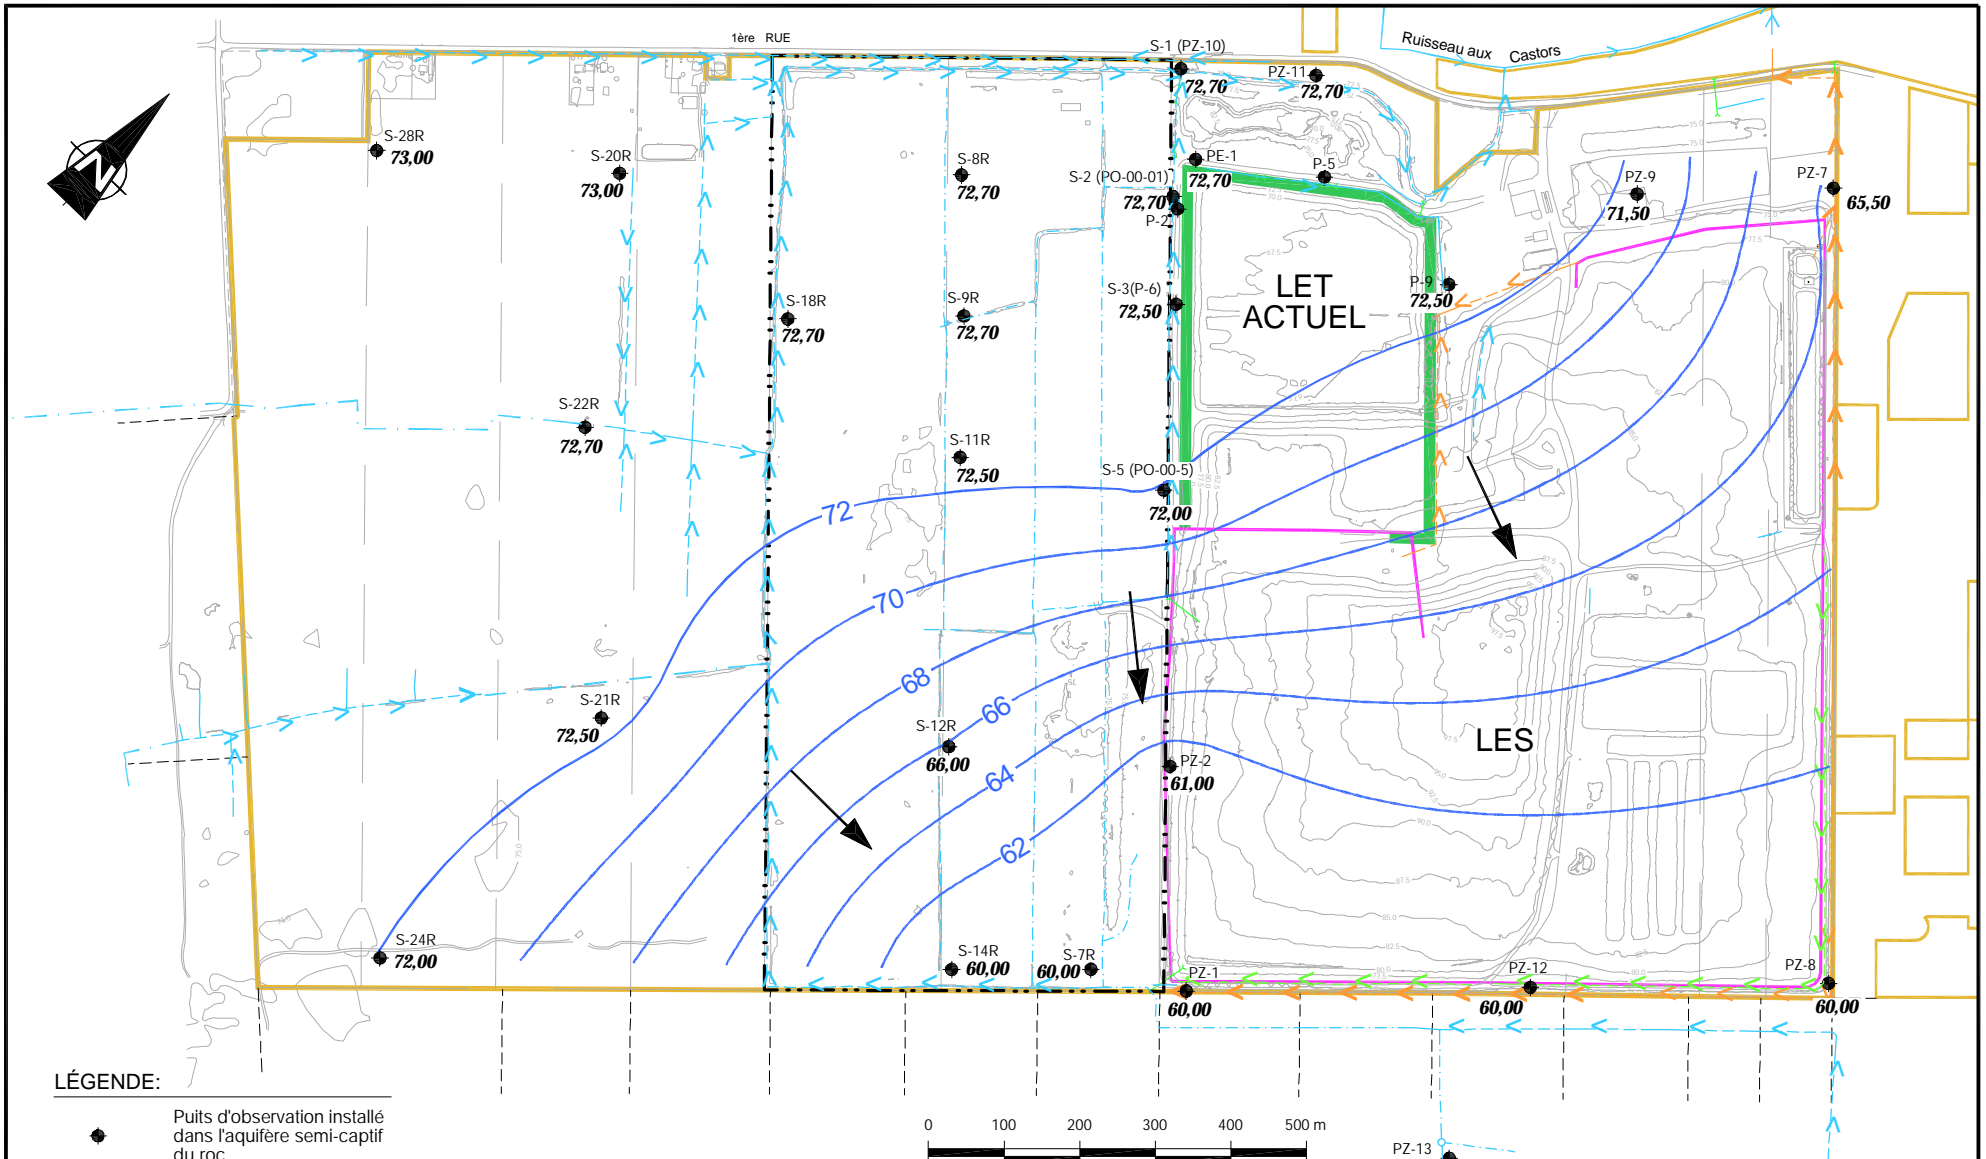 1ère RUE
S-1 (PZ-10)
72,70
PZ-11
72,70
Ruisseau aux Castors
S-28R
73,00
S-20R
73,00
S-8R
72,70
PE-1
72,70
S-2 (PO-00-01)
72,70
P-2
P-5
PZ-9
71,50
PZ-7
65,50
S-18R
72,70
S-9R
72,70
S-3(P-6)
72,50
LET
ACTUEL
P-9
72,50
S-22R
72,70
S-11R
72,50
S-5 (PO-00-5)
72,00
72
70
68
66
64
62
S-21R
72,50
S-12R
66,00
PZ-2
61,00
LES
S-24R
72,00
S-14R
60,00
S-7R
60,00
PZ-1
60,00
PZ-12
60,00
PZ-8
60,00
LÉGENDE:
Puits d'observation installé
dans l'aquifère semi-captif
du roc
0 100 200 300 400 500 m
PZ-13